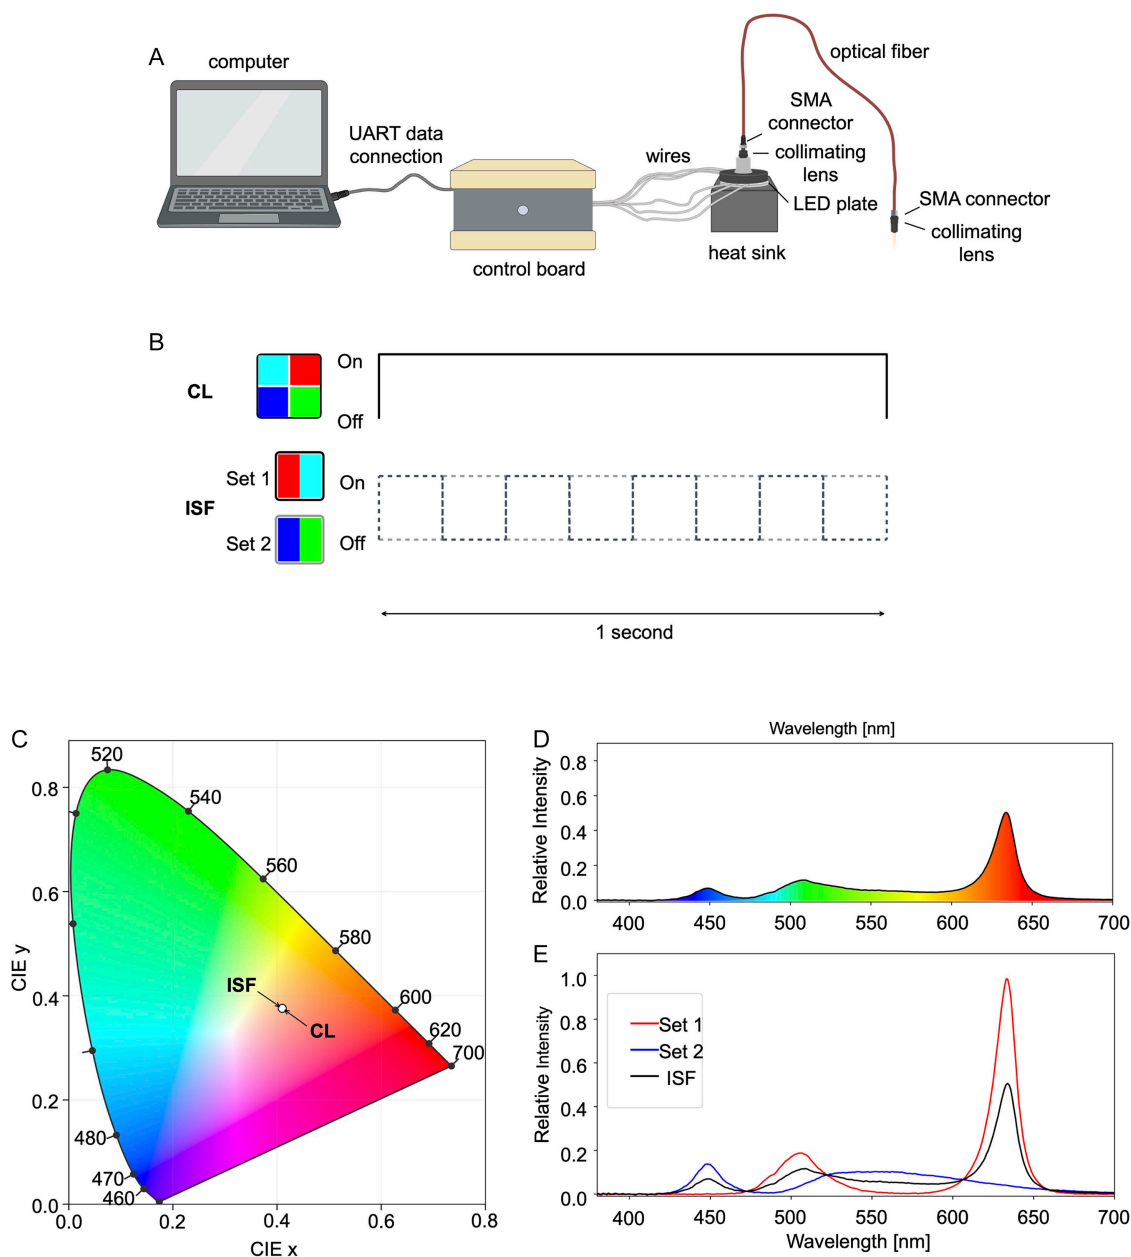 A
computer
UART data
connection
control board
wires
SMA
connector
collimating
lens
LED plate
heat sink
optical fiber
SMA connector
collimating
lens
B
CL
On
Off
ISF
Set 1
Set 2
On
Off
1 second
C
520
540
560
580
600
620
700
480
470
460
ISF
CL
0.8
0.6
0.4
0.2
0.0
0.0
0.2
0.4
0.6
0.8
CIE y
CIE x
D
Wavelength [nm]
Relative Intensity
0.8
0.6
0.4
0.2
0.0
400
450
500
550
600
650
700
E
Relative Intensity
1.0
0.8
0.6
0.4
0.2
0.0
Set 1
Set 2
ISF
400
450
500
550
600
650
700
Wavelength [nm]